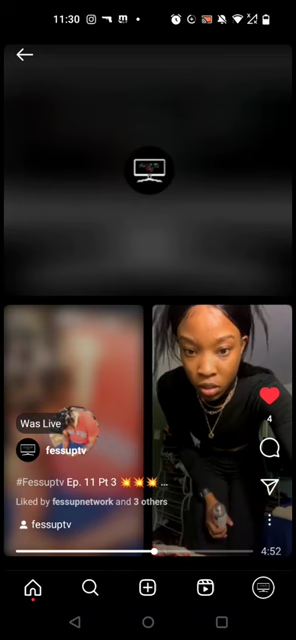 11:30
Was Live
fessuptv
#Fessuptv Ep. 11 Pt 3 💥💥💥 ...
Liked by fessupnetwork and 3 others
fessuptv
4
4:52